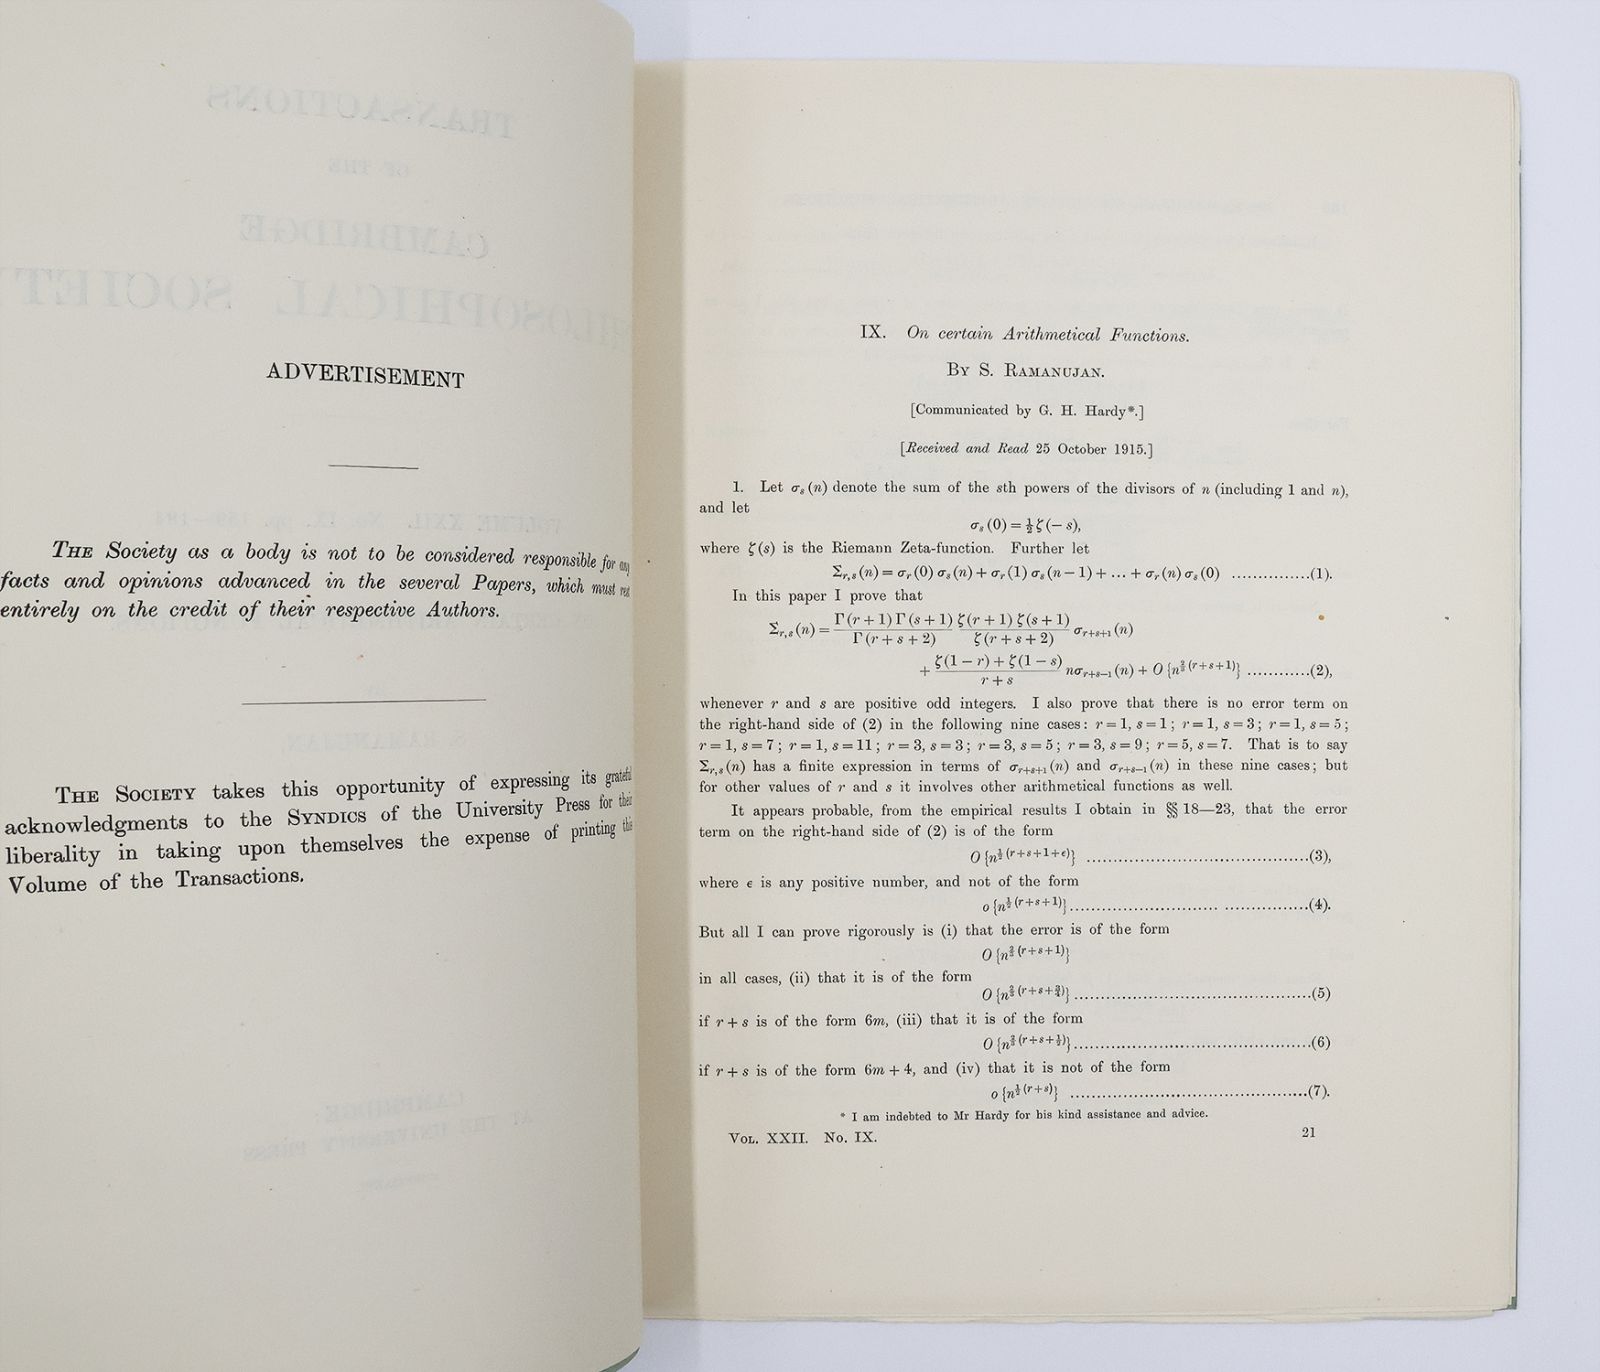 ADVERTISEMENT
THE Society as a body is not to be considered responsible for any
facts and opinions advanced in the several Papers, which must rest
entirely on the credit of their respective Authors.
THE SOCIETY takes this opportunity of expressing its grateful
acknowledgments to the SYNDICS of the University Press for their
liberality in taking upon themselves the expense of printing this
Volume of the Transactions.
IX. On certain Arithmetical Functions.
BY S. RAMANUJAN.
[Communicated by G. H. Hardy*.]
[Received and Read 25 October 1915.]
1. Let σₛ(n) denote the sum of the sth powers of the divisors of n (including 1 and n),
and let
σₛ(0) = ½ζ(−s),
where ζ(s) is the Riemann Zeta-function. Further let
Σ_{r,s}(n) = σᵣ(0) σₛ(n) + σᵣ(1) σₛ(n − 1) + ... + σᵣ(n) σₛ(0) ...............(1).
In this paper I prove that
Σ_{r,s}(n) = Γ(r + 1) Γ(s + 1) / Γ(r + s + 2) ζ(r + 1) ζ(s + 1) / ζ(r + s + 2) σ_{r+s+1}(n)
+ ζ(1 − r) + ζ(1 − s) / r + s nσ_{r+s−1}(n) + O {n^{⅔(r+s+1)}} ............(2),
whenever r and s are positive odd integers. I also prove that there is no error term on
the right-hand side of (2) in the following nine cases: r = 1, s = 1; r = 1, s = 3; r = 1, s = 5;
r = 1, s = 7; r = 1, s = 11; r = 3, s = 3; r = 3, s = 5; r = 3, s = 9; r = 5, s = 7. That is to say
Σ_{r,s}(n) has a finite expression in terms of σ_{r+s+1}(n) and σ_{r+s−1}(n) in these nine cases; but
for other values of r and s it involves other arithmetical functions as well.
It appears probable, from the empirical results I obtain in §§ 18—23, that the error
term on the right-hand side of (2) is of the form
O {n^{½(r+s+1+ϵ)}} ..........................................(3),
where ϵ is any positive number, and not of the form
o {n^{½(r+s+1)}} ............................................(4).
But all I can prove rigorously is (i) that the error is of the form
O {n^{⅔(r+s+1)}}
in all cases, (ii) that it is of the form
O {n^{⅔(r+s+¾)}} ............................................(5)
if r + s is of the form 6m, (iii) that it is of the form
O {n^{⅔(r+s+½)}} ............................................(6)
if r + s is of the form 6m + 4, and (iv) that it is not of the form
o {n^{½(r+s)}} .............................................(7).
* I am indebted to Mr Hardy for his kind assistance and advice.
VOL. XXII. No. IX. 21